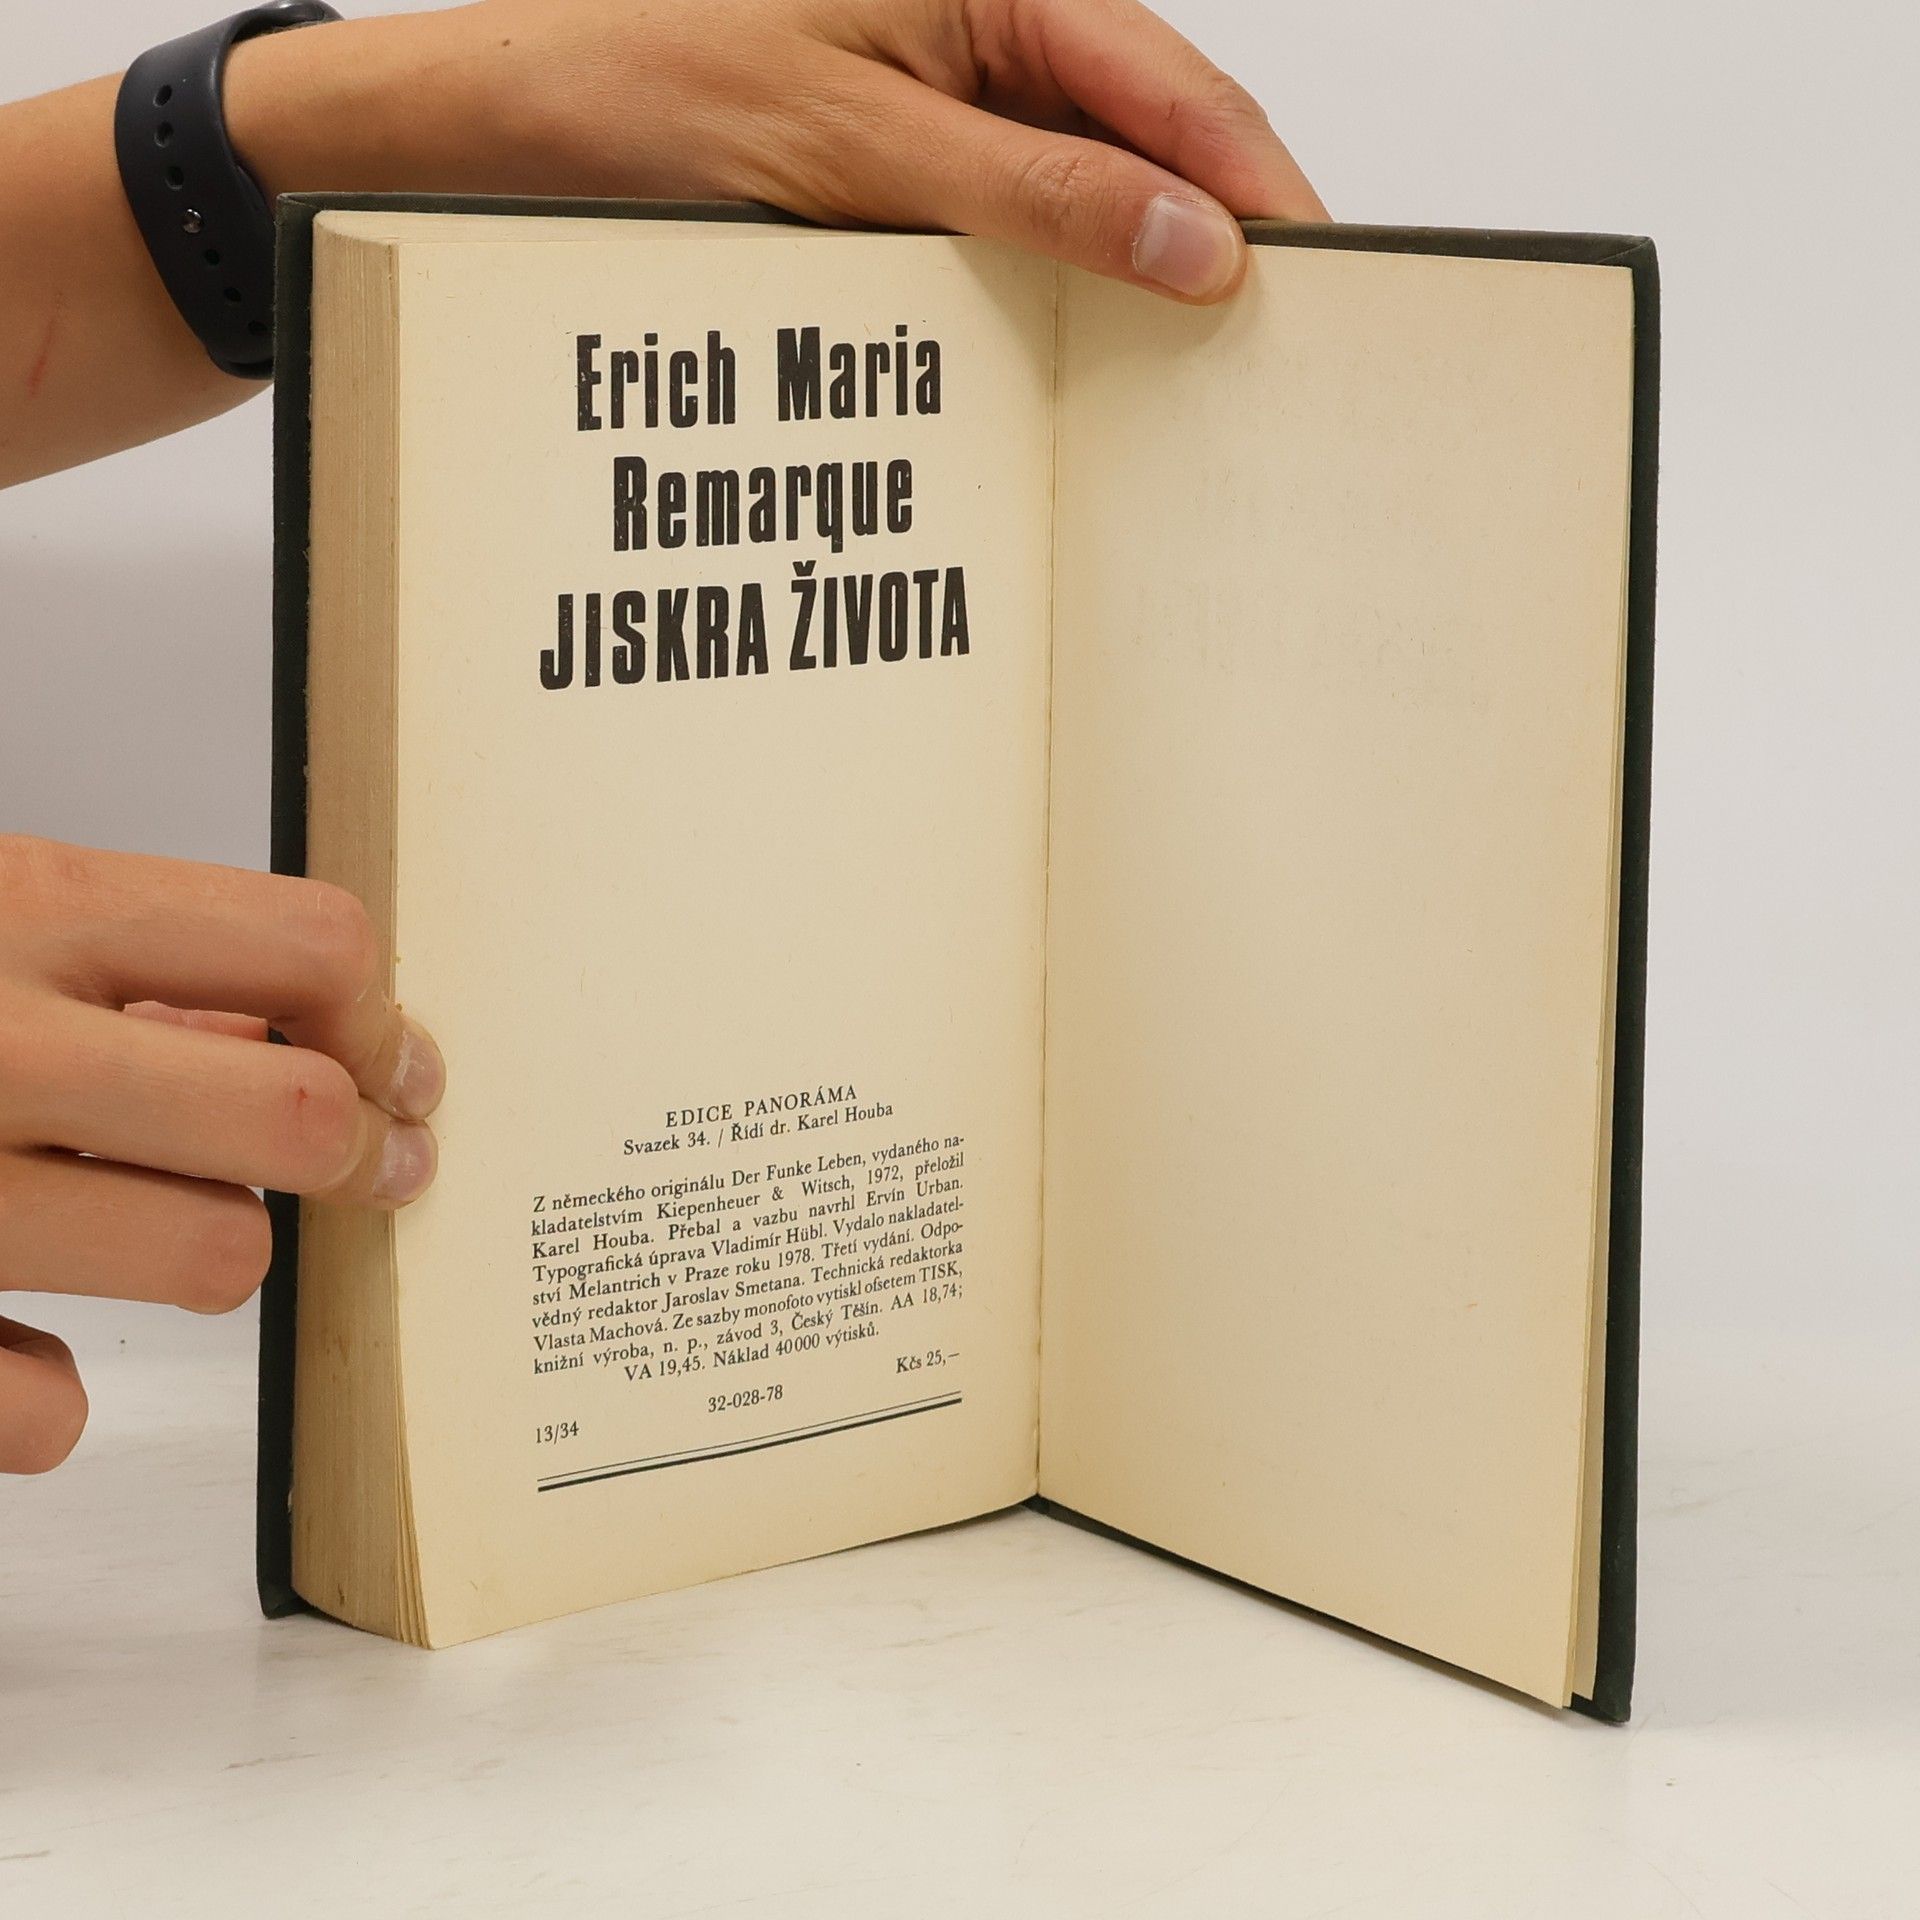 Erich Maria
Remarque
JISKRA ŽIVOTA
EDICE PANORÁMA
Svazek 34. / Řídí dr. Karel Houba
Z německého originálu Der Funke Leben, vydaného na-
kladatelstvím Kiepenheuer & Witsch, 1972, přeložil
Karel Houba. Přebal a vazbu navrhl Ervín Urban.
Typografická úprava Vladimír Hübl. Vydalo nakladatel-
ství Melantrich v Praze roku 1978. Třetí vydání. Odpo-
vědný redaktor Jaroslav Smetana. Technická redaktorka
Vlasta Machová. Ze sazby monofoto vytiskl ofsetem TISK,
knižní výroba, n. p., závod 3, Český Těšín. AA 18,74;
VA 19,45. Náklad 40 000 výtisků.
Kčs 25,—
32-028-78
13/34